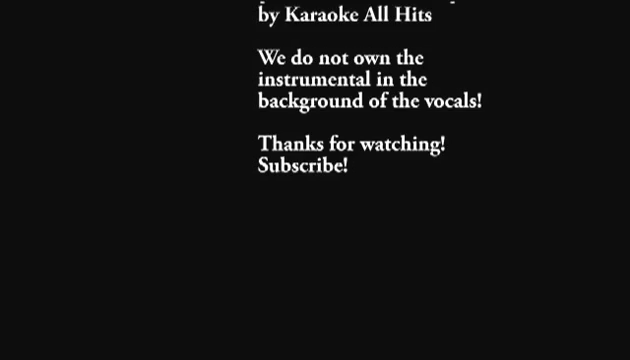 by Karaoke All Hits
We do not own the
instrumental in the
background of the vocals!
Thanks for watching!
Subscribe!